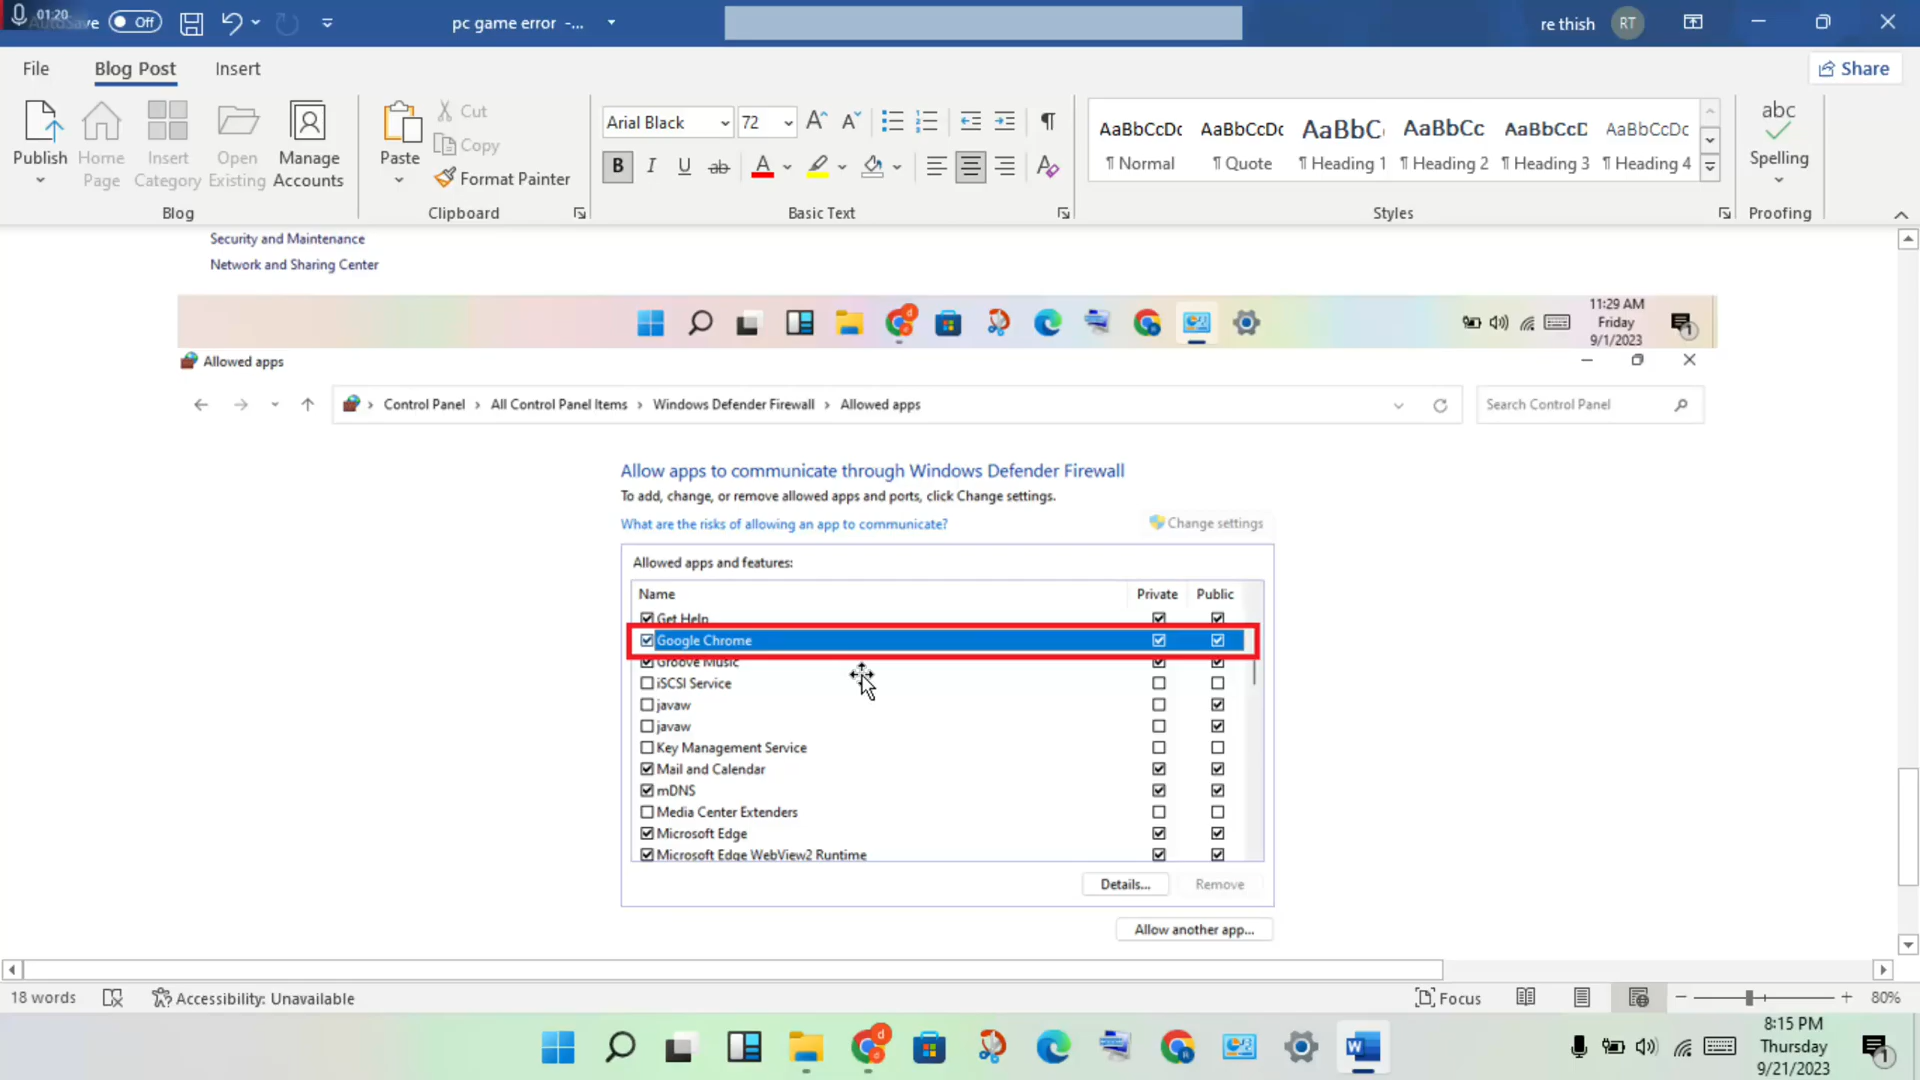 01:20
AutoSave Off
pc game error -...
re thish RT
File Blog Post Insert
Share
Publish
Home Page
Insert Category
Open Existing
Manage Accounts
Paste
Cut
Copy
Format Painter
Arial Black 72
AaBbCcDc AaBbCcDc AaBbC AaBbCc AaBbCcD AaBbCcDc
¶ Normal ¶ Quote ¶ Heading 1 ¶ Heading 2 ¶ Heading 3 ¶ Heading 4
abc
Spelling
Blog Clipboard Basic Text Styles Proofing
Security and Maintenance
Network and Sharing Center
11:29 AM
Friday
9/1/2023
1
Allowed apps
Control Panel All Control Panel Items Windows Defender Firewall Allowed apps
Search Control Panel
Allow apps to communicate through Windows Defender Firewall
To add, change, or remove allowed apps and ports, click Change settings.
What are the risks of allowing an app to communicate? Change settings
Allowed apps and features:
Name Private Public
Get Help
Google Chrome
Groove Music
iSCSI Service
javaw
javaw
Key Management Service
Mail and Calendar
mDNS
Media Center Extenders
Microsoft Edge
Microsoft Edge WebView2 Runtime
Details... Remove
Allow another app...
18 words Accessibility: Unavailable Focus 80%
8:15 PM
Thursday
9/21/2023
1